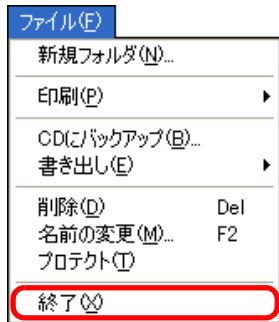 ファイル(F)
新規フォルダ(N)...
印刷(P)
CDにバックアップ(B)...
書き出し(E)
削除(D) Del
名前の変更(M)... F2
プロテクト(T)
終了(X)